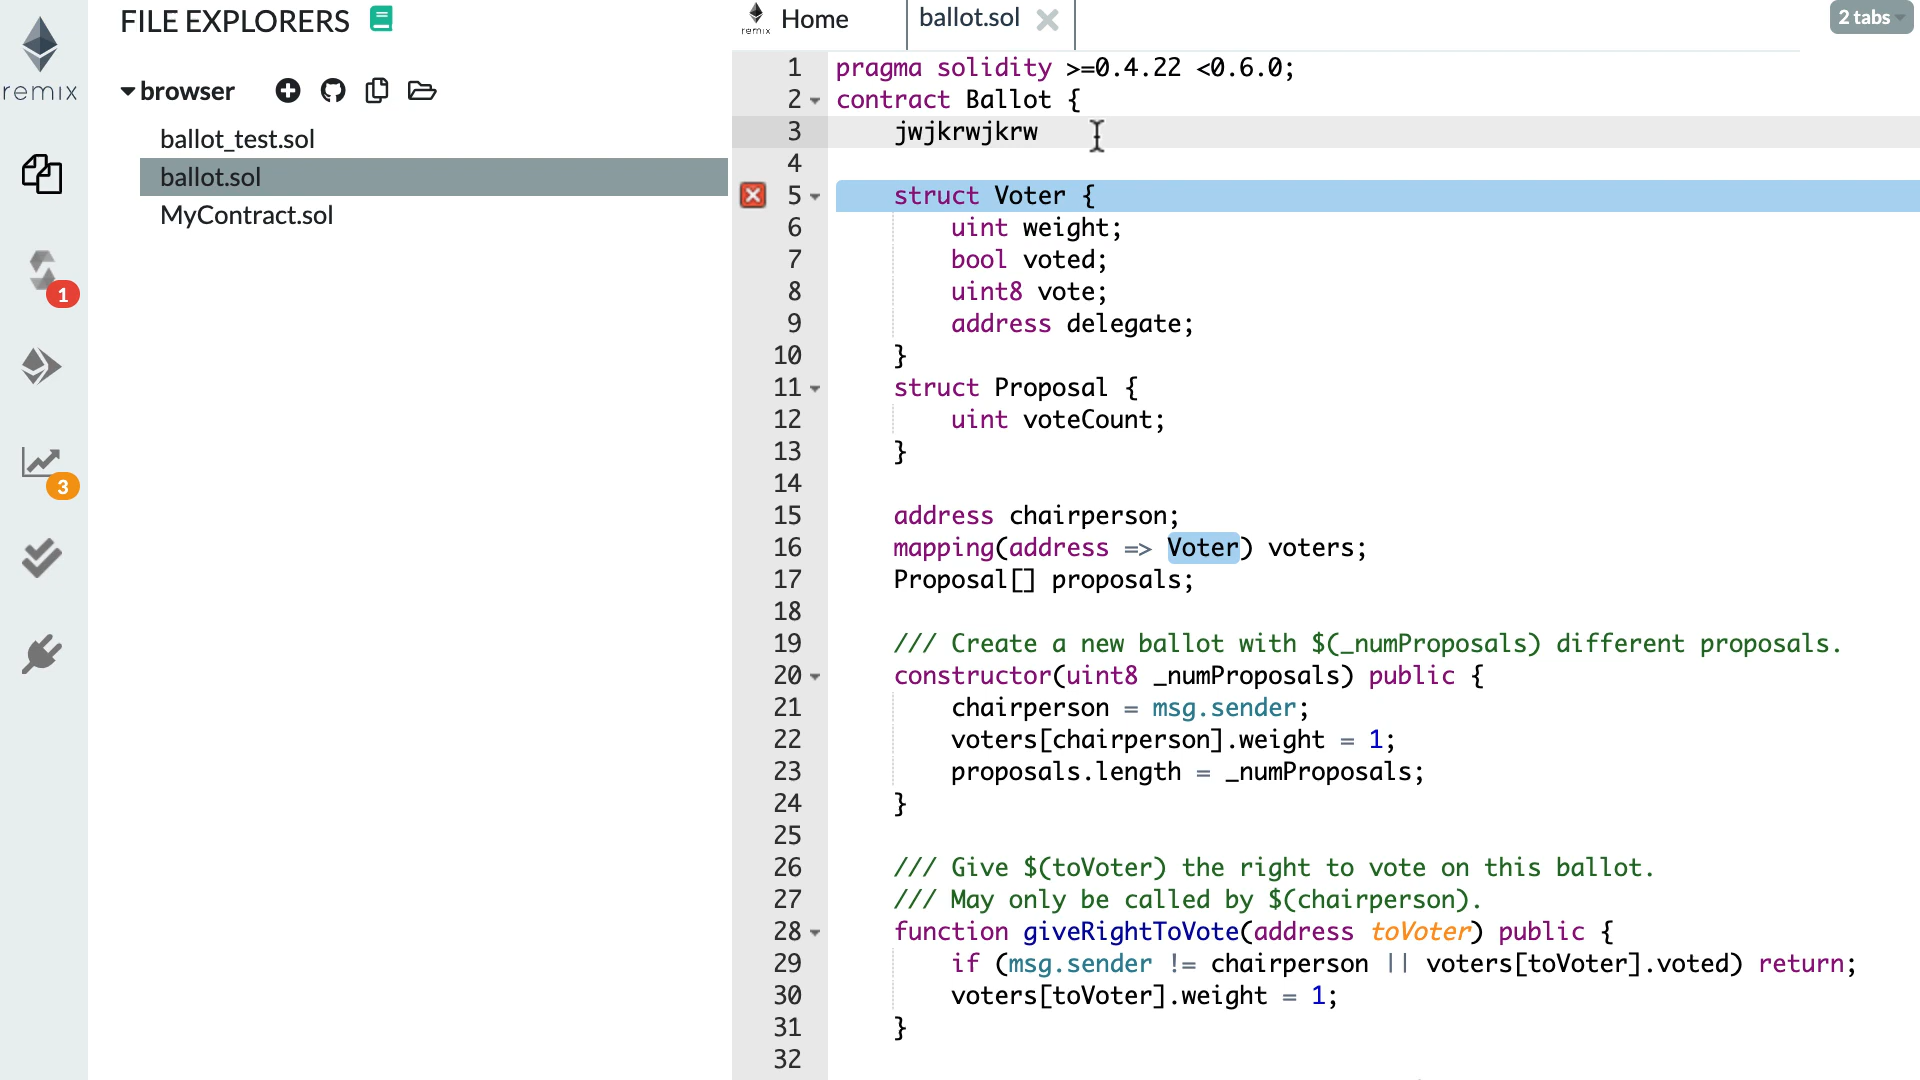 remix
1
3
FILE EXPLORERS
browser
ballot_test.sol
ballot.sol
MyContract.sol
remix
Home
ballot.sol
2 tabs
1 pragma solidity >=0.4.22 <0.6.0;
2 contract Ballot {
3 jwjkrwjkrw
4
5 struct Voter {
6 uint weight;
7 bool voted;
8 uint8 vote;
9 address delegate;
10 }
11 struct Proposal {
12 uint voteCount;
13 }
14
15 address chairperson;
16 mapping(address => Voter) voters;
17 Proposal[] proposals;
18
19 /// Create a new ballot with $(_numProposals) different proposals.
20 constructor(uint8 _numProposals) public {
21 chairperson = msg.sender;
22 voters[chairperson].weight = 1;
23 proposals.length = _numProposals;
24 }
25
26 /// Give $(toVoter) the right to vote on this ballot.
27 /// May only be called by $(chairperson).
28 function giveRightToVote(address toVoter) public {
29 if (msg.sender != chairperson || voters[toVoter].voted) return;
30 voters[toVoter].weight = 1;
31 }
32